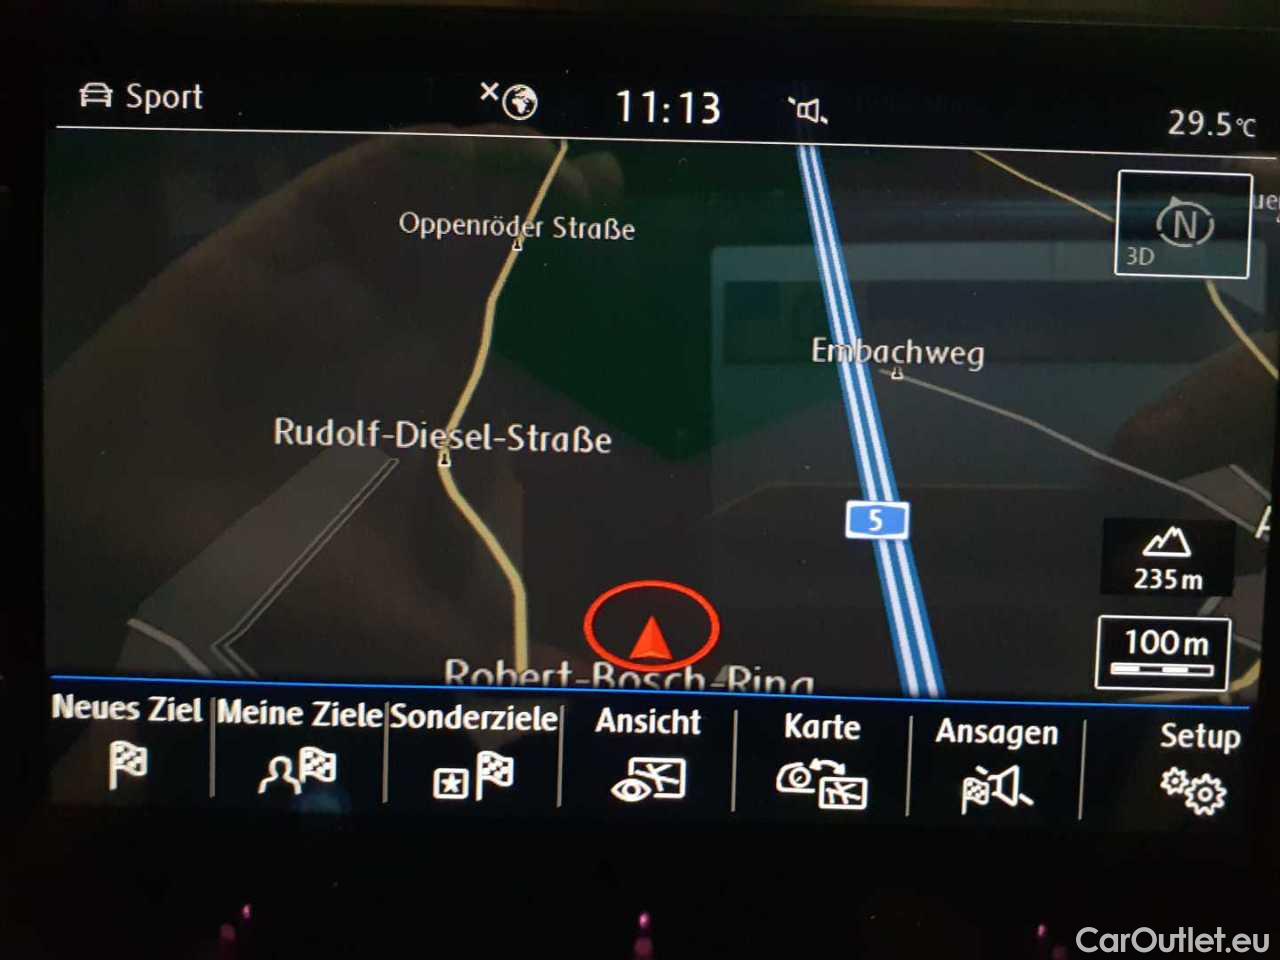 Sport
11:13
29.5°C
Oppenröder Straße
N
3D
Embachweg
Rudolf-Diesel-Straße
5
235m
100m
Robert-Bosch-Ring
Neues Ziel
Meine Ziele
Sonderziele
Ansicht
Karte
Ansagen
Setup
CarOutlet.eu